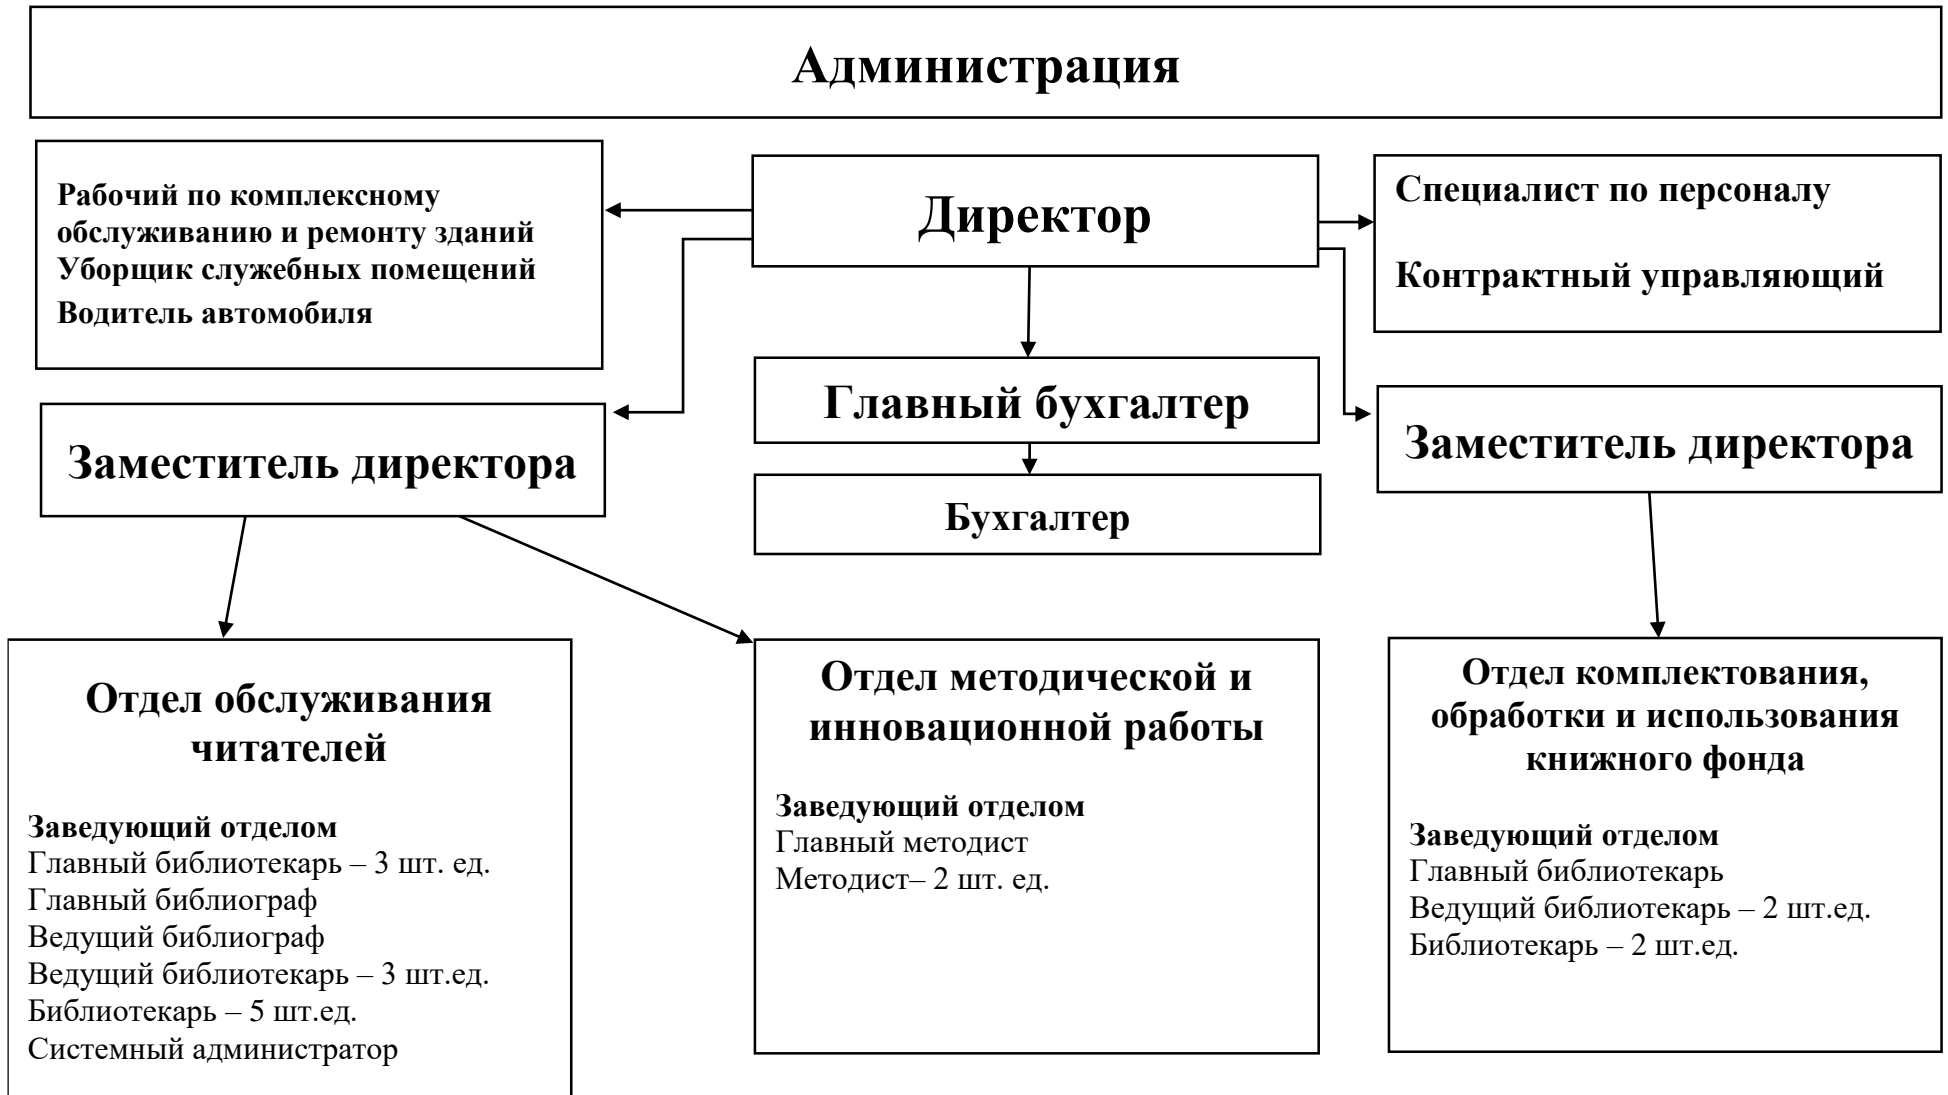 Администрация
Рабочий по комплексному
обслуживанию и ремонту зданий
Уборщик служебных помещений
Водитель автомобиля
Директор
Специалист по персоналу
Контрактный управляющий
Заместитель директора
Главный бухгалтер
Бухгалтер
Заместитель директора
Отдел обслуживания
читателей
Заведующий отделом
Главный библиотекарь – 3 шт. ед.
Главный библиограф
Ведущий библиограф
Ведущий библиотекарь – 3 шт.ед.
Библиотекарь – 5 шт.ед.
Системный администратор
Отдел методической и
инновационной работы
Заведующий отделом
Главный методист
Методист– 2 шт. ед.
Отдел комплектования,
обработки и использования
книжного фонда
Заведующий отделом
Главный библиотекарь
Ведущий библиотекарь – 2 шт.ед.
Библиотекарь – 2 шт.ед.